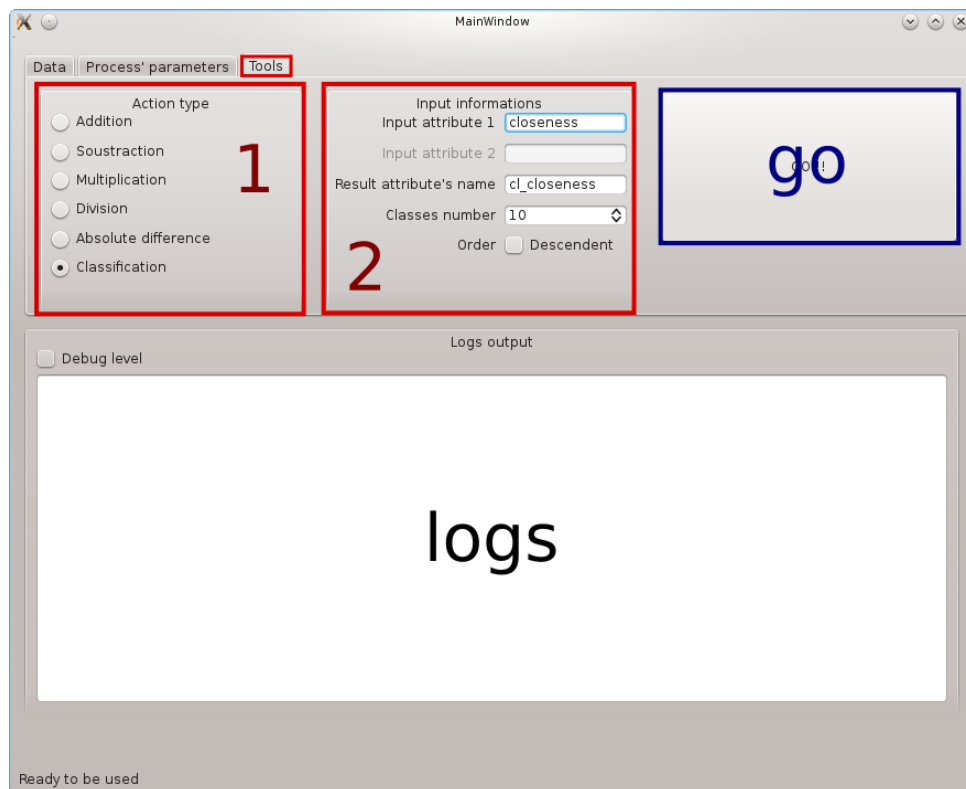 MainWindow
Data Process' parameters Tools
Action type
Addition
Soustraction
Multiplication
Division
Absolute difference
Classification
1
Input informations
Input attribute 1 closeness
Input attribute 2
Result attribute's name cl_closeness
Classes number 10
Order Descendent
2
go
Logs output
Debug level
logs
Ready to be used